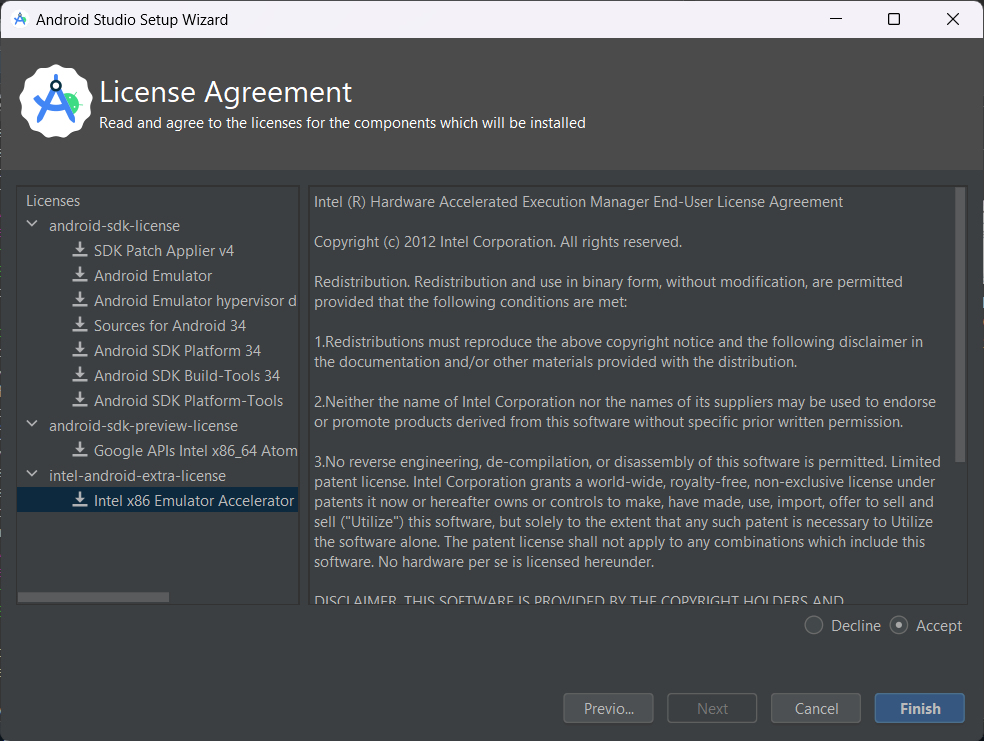 Android Studio Setup Wizard
License Agreement
Read and agree to the licenses for the components which will be installed
Licenses
android-sdk-license
SDK Patch Applier v4
Android Emulator
Android Emulator hypervisor d
Sources for Android 34
Android SDK Platform 34
Android SDK Build-Tools 34
Android SDK Platform-Tools
android-sdk-preview-license
Google APIs Intel x86_64 Atom
intel-android-extra-license
Intel x86 Emulator Accelerator
Intel (R) Hardware Accelerated Execution Manager End-User License Agreement
Copyright (c) 2012 Intel Corporation. All rights reserved.
Redistribution. Redistribution and use in binary form, without modification, are permitted
provided that the following conditions are met:
1.Redistributions must reproduce the above copyright notice and the following disclaimer in
the documentation and/or other materials provided with the distribution.
2.Neither the name of Intel Corporation nor the names of its suppliers may be used to endorse
or promote products derived from this software without specific prior written permission.
3.No reverse engineering, de-compilation, or disassembly of this software is permitted. Limited
patent license. Intel Corporation grants a world-wide, royalty-free, non-exclusive license under
patents it now or hereafter owns or controls to make, have made, use, import, offer to sell and
sell ("Utilize") this software, but solely to the extent that any such patent is necessary to Utilize
the software alone. The patent license shall not apply to any combinations which include this
software. No hardware per se is licensed hereunder.
DISCLAIMER. THIS SOFTWARE IS PROVIDED BY THE COPYRIGHT HOLDERS AND
Decline
Accept
Previo...
Next
Cancel
Finish